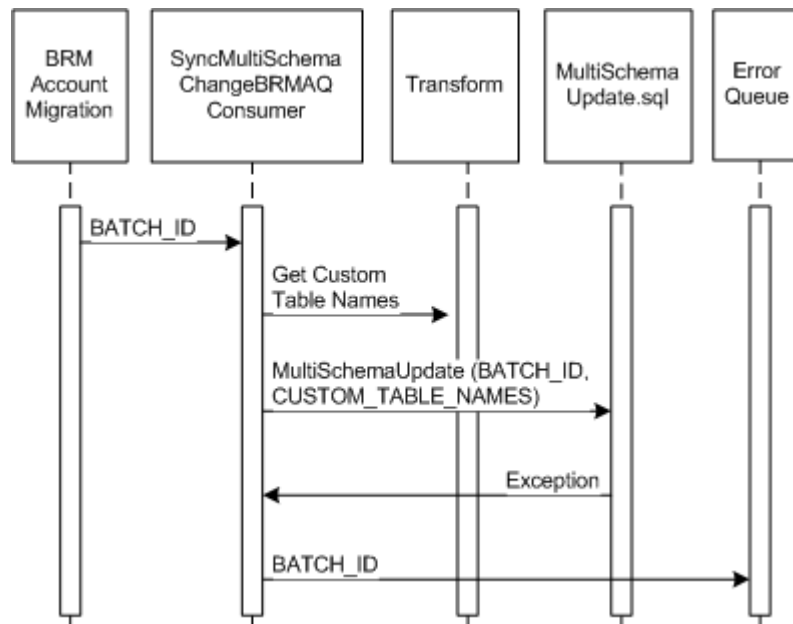 BRM
Account
Migration
SyncMultiSchema
ChangeBRMAQ
Consumer
Transform
MultiSchema
Update.sql
Error
Queue
BATCH_ID
Get Custom
Table Names
MultiSchemaUpdate (BATCH_ID,
CUSTOM_TABLE_NAMES)
Exception
BATCH_ID